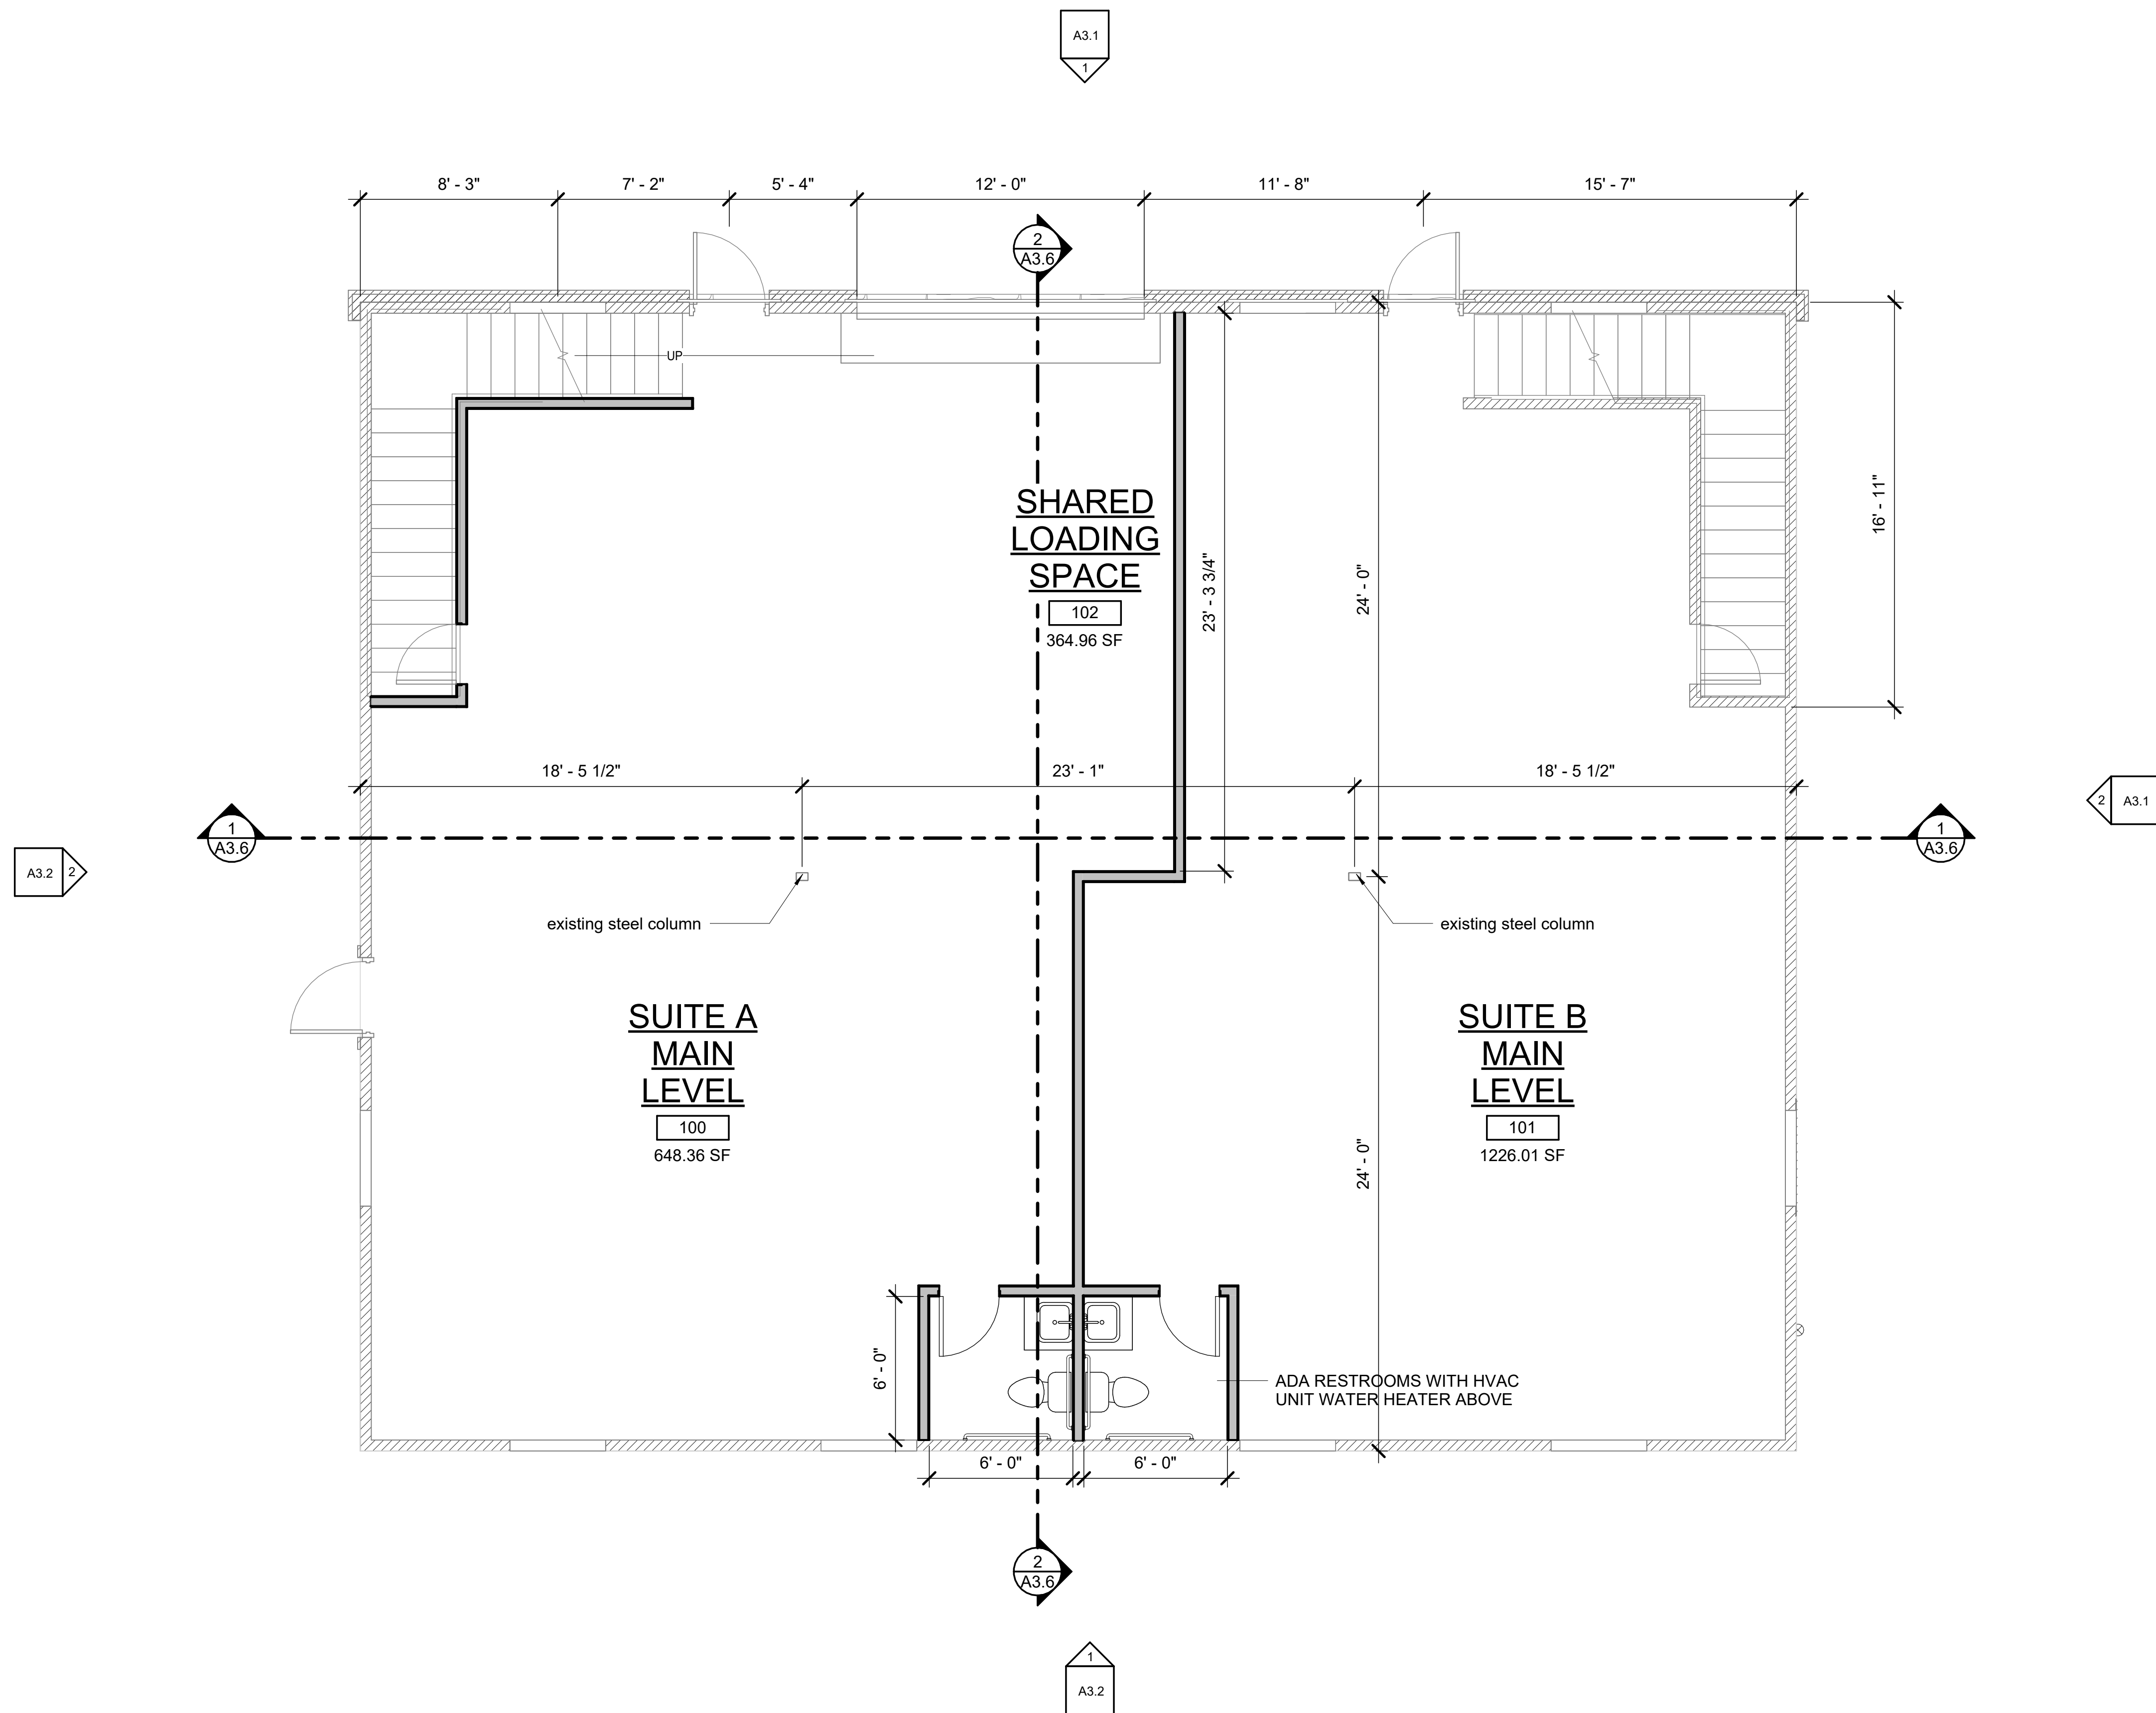 A3.1
1
8' - 3"
7' - 2"
5' - 4"
12' - 0"
11' - 8"
15' - 7"
2
A3.6
UP
SHARED
LOADING
SPACE
102
364.96 SF
23' - 3 3/4"
24' - 0"
16' - 11"
18' - 5 1/2"
23' - 1"
18' - 5 1/2"
1
A3.6
1
A3.6
2
A3.1
A3.2
2
existing steel column
existing steel column
SUITE A
MAIN
LEVEL
100
648.36 SF
SUITE B
MAIN
LEVEL
101
1226.01 SF
24' - 0"
6' - 0"
ADA RESTROOMS WITH HVAC
UNIT WATER HEATER ABOVE
6' - 0"
6' - 0"
2
A3.6
1
A3.2